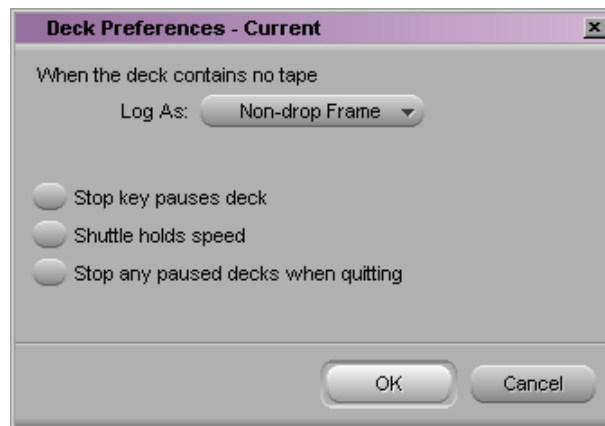 Deck Preferences - Current
When the deck contains no tape
Log As: Non-drop Frame
Stop key pauses deck
Shuttle holds speed
Stop any paused decks when quitting
OK Cancel